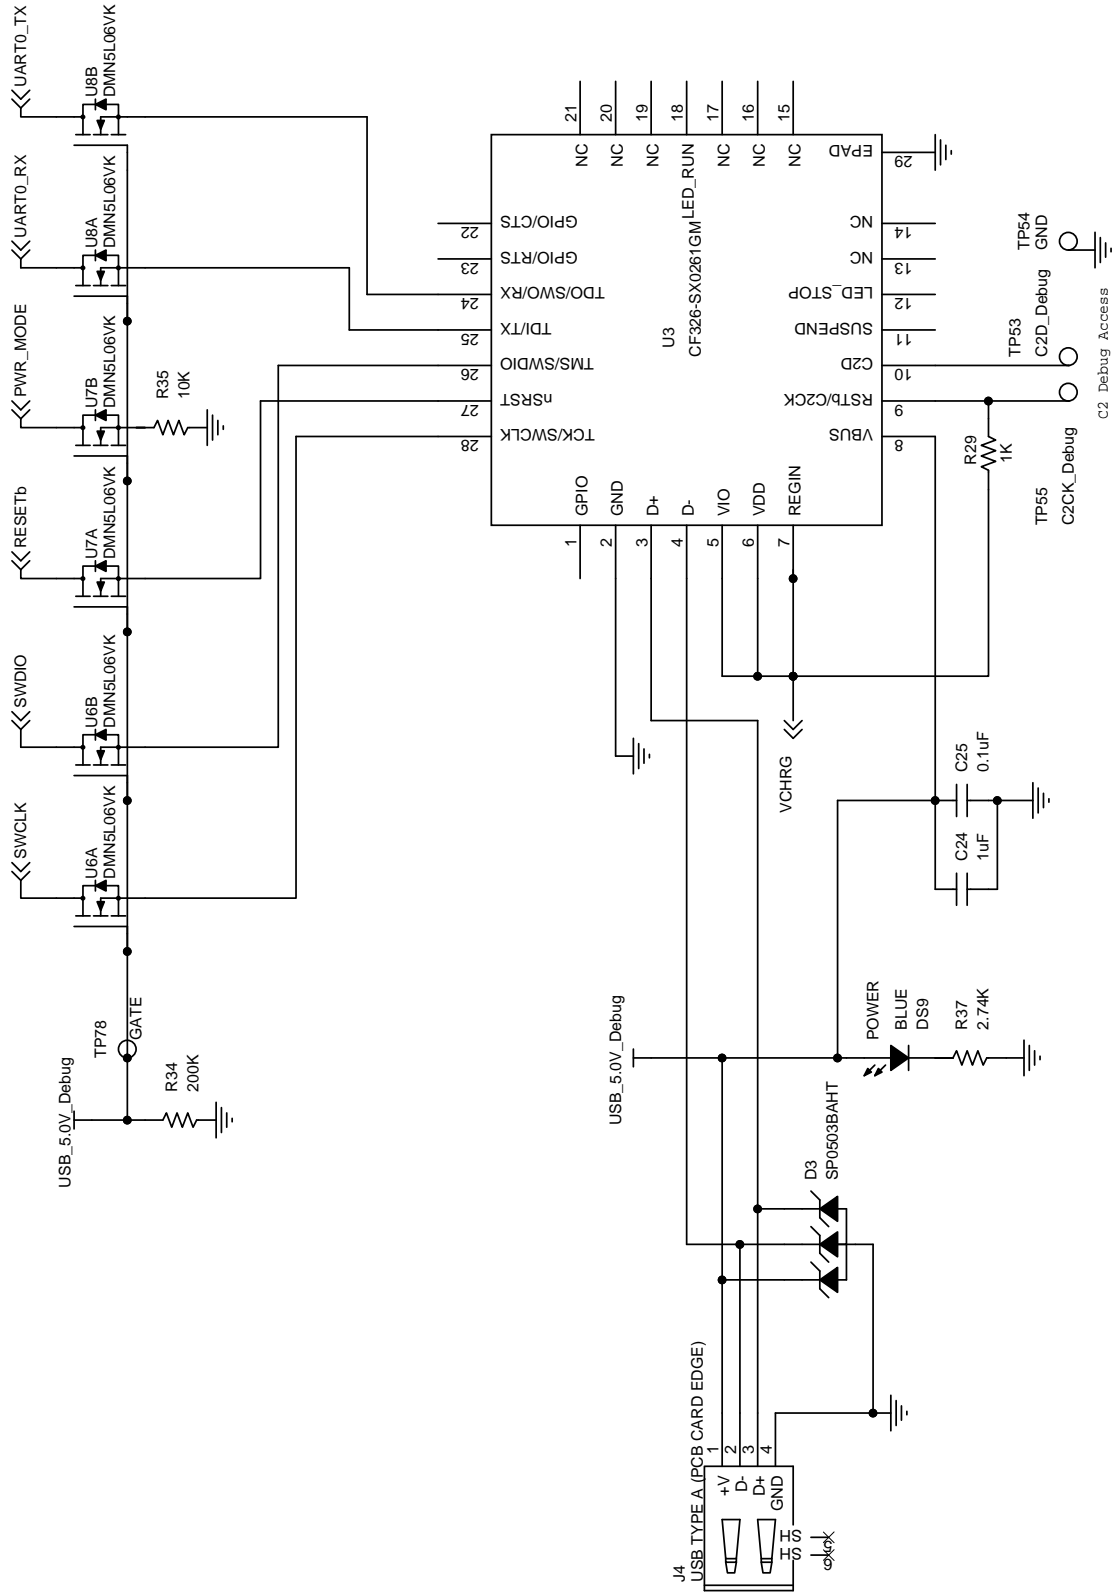 SWCLK
SWDIO
RESETb
PWR_MODE
UART0_RX
UART0_TX
U6A
DMN5L06VK
U6B
DMN5L06VK
U7A
DMN5L06VK
U7B
DMN5L06VK
U8A
DMN5L06VK
U8B
DMN5L06VK
USB_5.0V_Debug
TP78
GATE
R34
200K
R35
10K
28
27
26
25
24
23
22
TCK/SWCLK
nSRST
TMS/SWDIO
TDI/TX
TDO/SWO/RX
GPIO/RTS
GPIO/CTS
1
GPIO
2
GND
3
D+
4
D-
5
VIO
6
VDD
7
REGIN
U3
CF326-SX0261GM
NC
21
NC
20
NC
19
LED_RUN
18
NC
17
NC
16
NC
15
VBUS
RSTb/C2CK
C2D
SUSPEND
LED_STOP
NC
NC
EPAD
8
9
10
11
12
13
14
29
VCHRG
R29
1K
TP55
C2CK_Debug
TP53
C2D_Debug
TP54
GND
C2 Debug Access
USB_5.0V_Debug
C24
1uF
C25
0.1uF
POWER
BLUE
DS9
R37
2.74K
D3
SP0503BAHT
J4
USB TYPE A (PCB CARD EDGE)
+V
1
D-
2
D+
3
GND
4
SH
SH
6